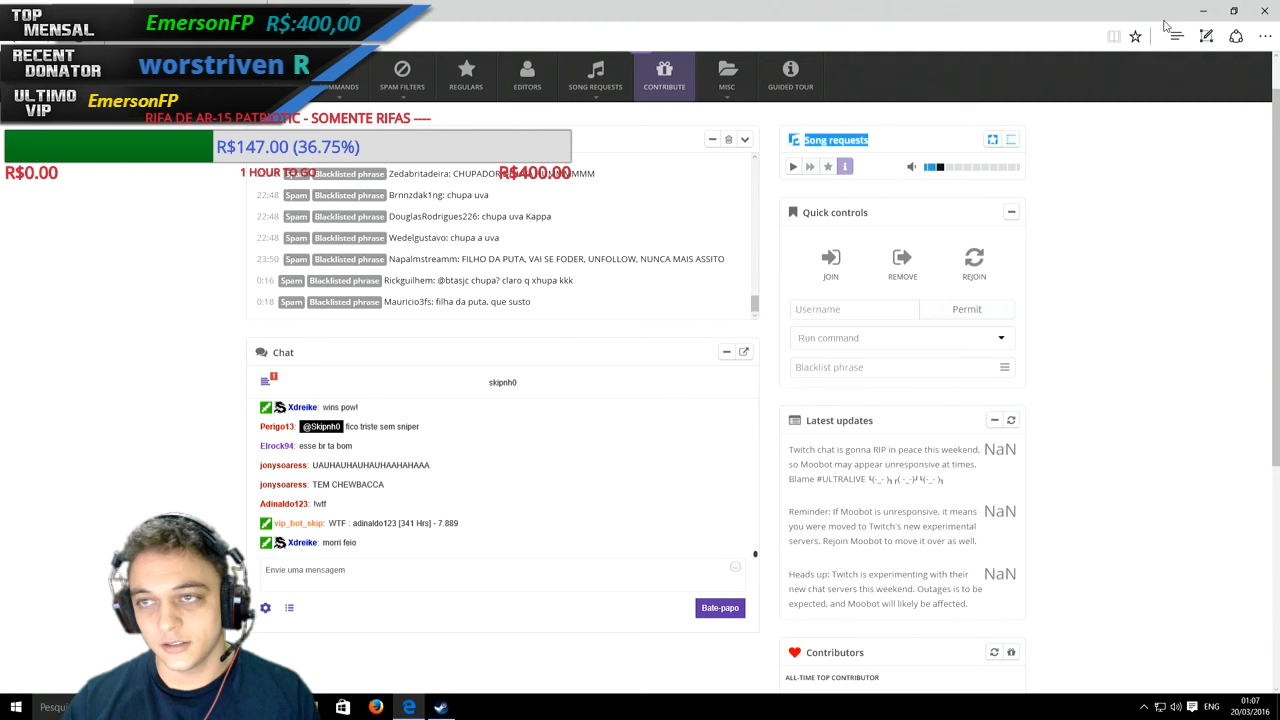 TOP MENSAL EmersonFP R$:400,00
RECENT DONATOR worstriven R
ULTIMO VIP EmersonFP
RIFA DE AR-15 PATRIOTIC - SOMENTE RIFAS ----
R$147.00 (36.75%)
R$0.00 1 HOUR TO GO R$400.00
SPAM FILTERS
REGULARS
EDITORS
SONG REQUESTS
CONTRIBUTE
MISC
GUIDED TOUR
Spam Blacklisted phrase
22:48 Spam Blacklisted phrase Brnnzdak1ng: chupa uva
22:48 Spam Blacklisted phrase DouglasRodrigues226: chupa uva Kappa
22:48 Spam Blacklisted phrase Wedelgustavo: chupa a uva
23:50 Spam Blacklisted phrase Napalmstreamm: FILHO DA PUTA, VAI SE FODER, UNFOLLOW, NUNCA MAIS ASSITO
0:16 Spam Blacklisted phrase Rickguilhem: @btasjc chupa? claro q xhupa kkk
0:18 Spam Blacklisted phrase Mauricio3fs: filha da puta, que susto
Chat
1
skipnh0
Xdreike: wins pow!
Perigo13: @Skipnh0 fico triste sem sniper
Elrock94: esse br ta bom
jonysoaress: UAUHAUHAUHAUHAAHAHAAA
jonysoaress: TEM CHEWBACCA
Adinaldo123: !wtf
vip_bot_skip: WTF : adinaldo123 [341 Hrs] - 7.889
Xdreike: morri feio
Envie uma mensagem
Bate-papo
Song requests
Quick controls
JOIN REMOVE REJOIN
Username Permit
Run command
Blacklist phrase
Latest updates
Twitch chat is gonna RIP in peace this weekend, NaN
so Moobot may appear unresponsive at times.
Blame #ULTRALIVE
Reminder: If Moobot is unresponsive, it means NaN
you were moved to Twitch's new experimental
servers. Rejoin Moobot to move it over as well.
Heads up: Twitch is experimenting with their NaN
new chat servers this weekend. Outages is to be
expected, and Moobot will likely be affected.
Contributors
ALL-TIME TOP CONTRIBUTOR
Pesqui
ENG
01:07
20/03/2016